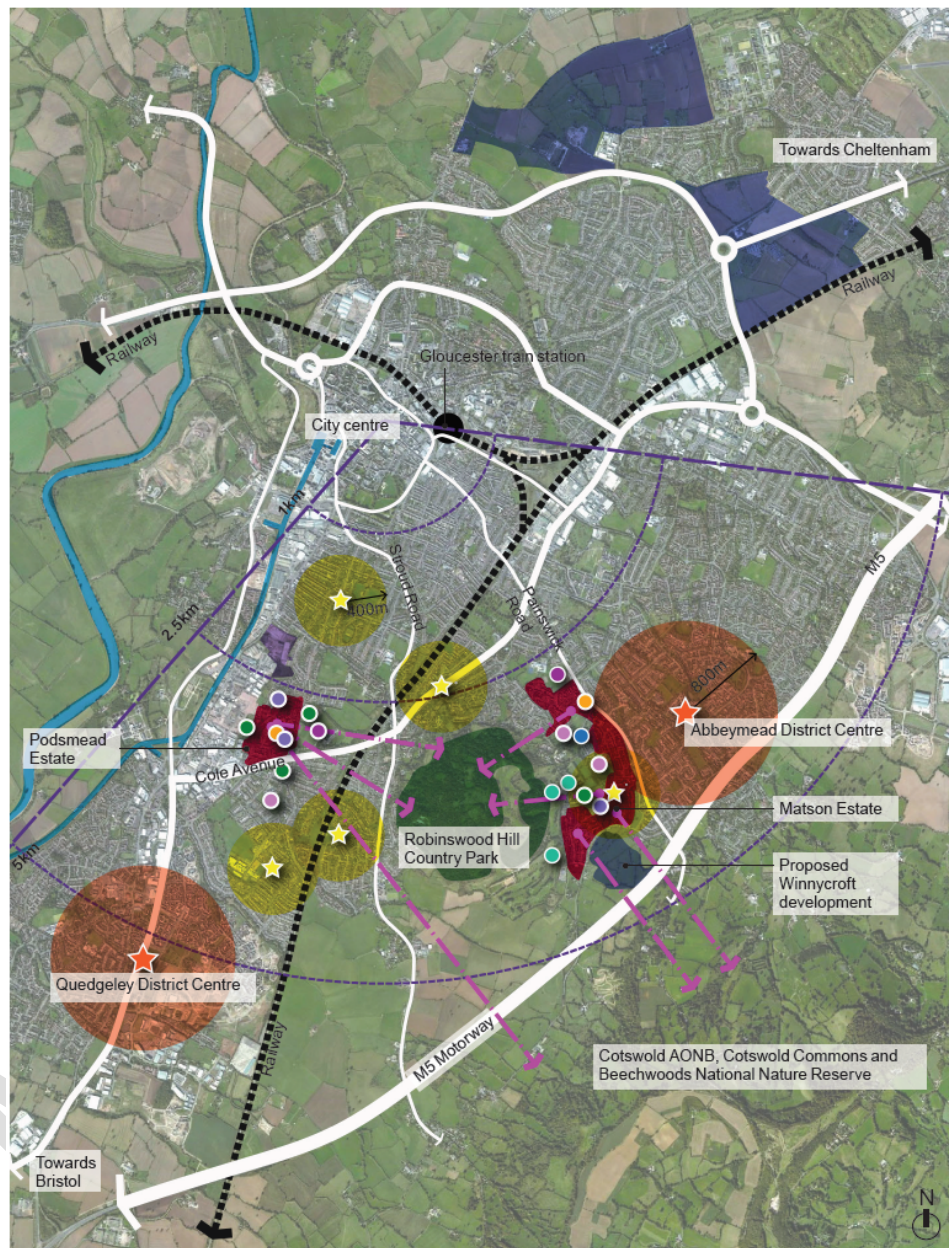 Towards Cheltenham
Railway
Railway
Gloucester train station
City centre
1km
M5
Stroud Road
400m
Painswick
Road
2.5km
800m
Abbeymead District Centre
Podsmead
Estate
Cole Avenue
Matson Estate
Robinswood Hill
Country Park
5km
Proposed
Winnycroft
development
Quedgeley District Centre
Railway
M5 Motorway
Cotswold AONB, Cotswold Commons and
Beechwoods National Nature Reserve
Towards
Bristol
N